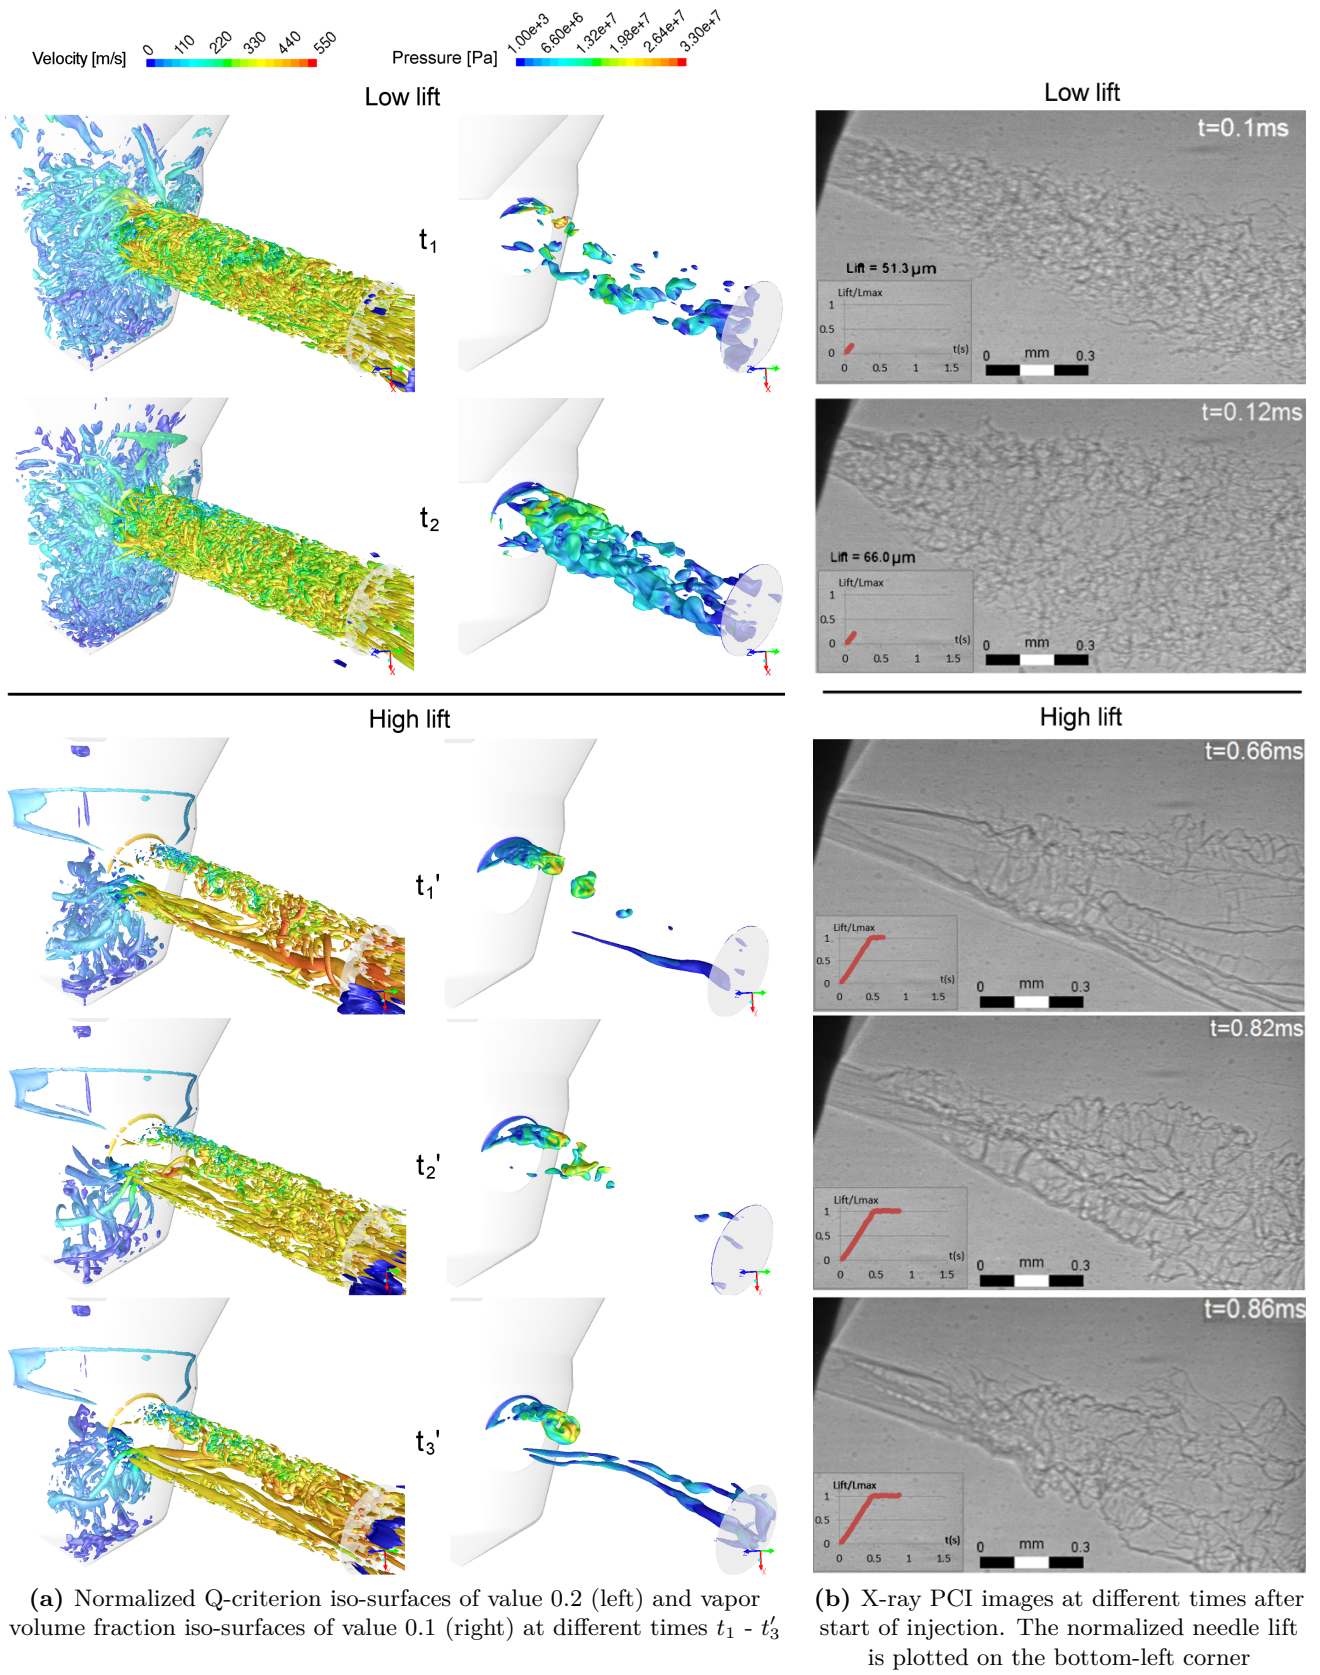 Velocity [m/s]
0 110 220 330 440 550
Pressure [Pa]
1.00e+3 6.60e+6 1.32e+7 1.98e+7 2.64e+7 3.30e+7
Low lift
t1
t2
High lift
t1'
t2'
t3'
Low lift
t=0.1ms
Lift = 51.3 µm
Lift/Lmax
1
0.5
0
t(s)
0 0.5 1 1.5
mm
0 0.3
t=0.12ms
Lift = 66.0 µm
Lift/Lmax
1
0.5
0
t(s)
0 0.5 1 1.5
mm
0 0.3
High lift
t=0.66ms
Lift/Lmax
1
0.5
0
t(s)
0 0.5 1 1.5
mm
0 0.3
t=0.82ms
Lift/Lmax
1
0.5
0
t(s)
0 0.5 1 1.5
mm
0 0.3
t=0.86ms
Lift/Lmax
1
0.5
0
t(s)
0 0.5 1 1.5
mm
0 0.3
(a) Normalized Q-criterion iso-surfaces of value 0.2 (left) and vapor
volume fraction iso-surfaces of value 0.1 (right) at different times t1 - t3′
(b) X-ray PCI images at different times after
start of injection. The normalized needle lift
is plotted on the bottom-left corner